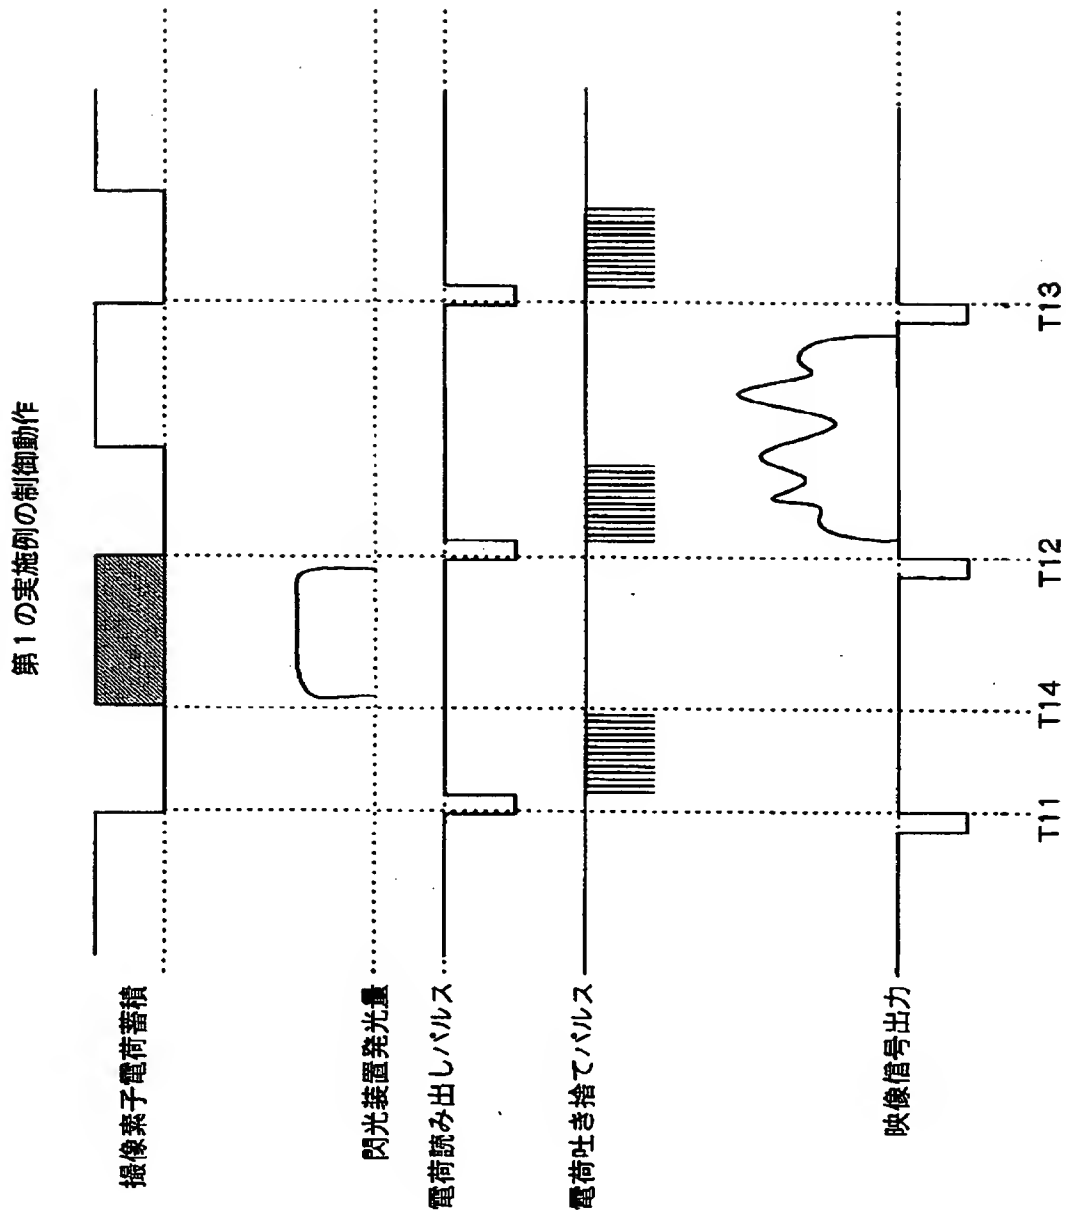 第１の実施例の制御動作
撮像素子電荷蓄積
閃光装置発光量
電荷読み出しパルス
電荷吐き捨てパルス
映像信号出力
T11
T14
T12
T13